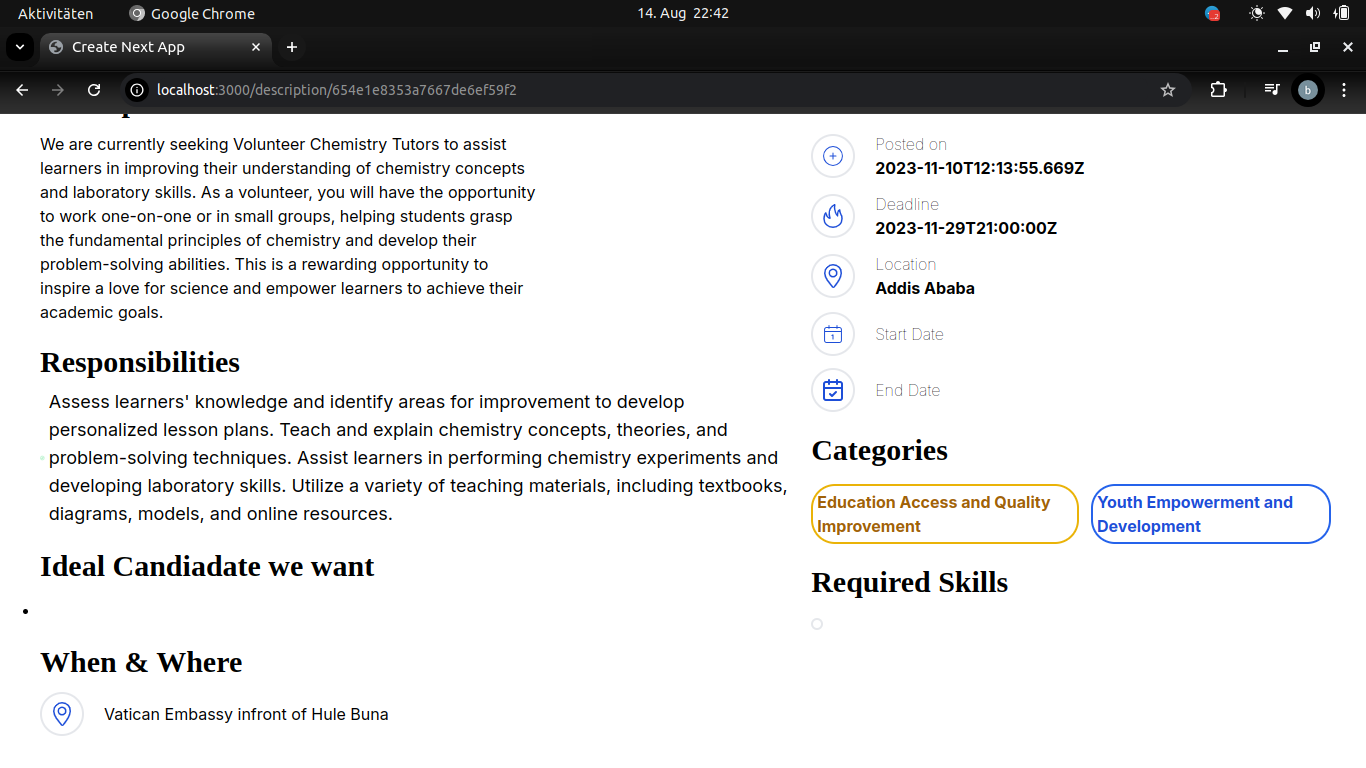 Aktivitäten
Google Chrome
14. Aug 22:42
Create Next App
localhost:3000/description/654e1e8353a7667de6ef59f2
b
We are currently seeking Volunteer Chemistry Tutors to assist
learners in improving their understanding of chemistry concepts
and laboratory skills. As a volunteer, you will have the opportunity
to work one-on-one or in small groups, helping students grasp
the fundamental principles of chemistry and develop their
problem-solving abilities. This is a rewarding opportunity to
inspire a love for science and empower learners to achieve their
academic goals.
Responsibilities
Assess learners' knowledge and identify areas for improvement to develop
personalized lesson plans. Teach and explain chemistry concepts, theories, and
problem-solving techniques. Assist learners in performing chemistry experiments and
developing laboratory skills. Utilize a variety of teaching materials, including textbooks,
diagrams, models, and online resources.
Ideal Candiadate we want
When & Where
Vatican Embassy infront of Hule Buna
Posted on
2023-11-10T12:13:55.669Z
Deadline
2023-11-29T21:00:00Z
Location
Addis Ababa
Start Date
End Date
Categories
Education Access and Quality
Improvement
Youth Empowerment and
Development
Required Skills